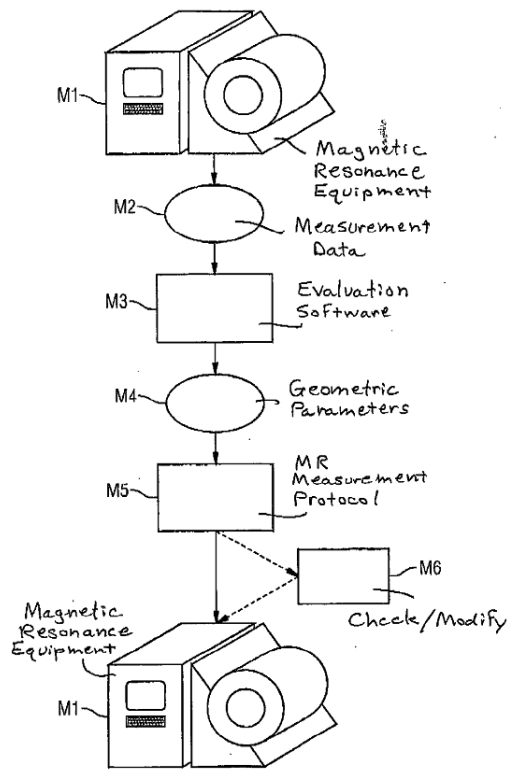 M1
Magnetic
Resonance
Equipment
M2
Measurement
Data
M3
Evaluation
Software
M4
Geometric
Parameters
M5
MR
Measurement
Protocol
M6
Check/Modify
Magnetic
Resonance
Equipment
M1